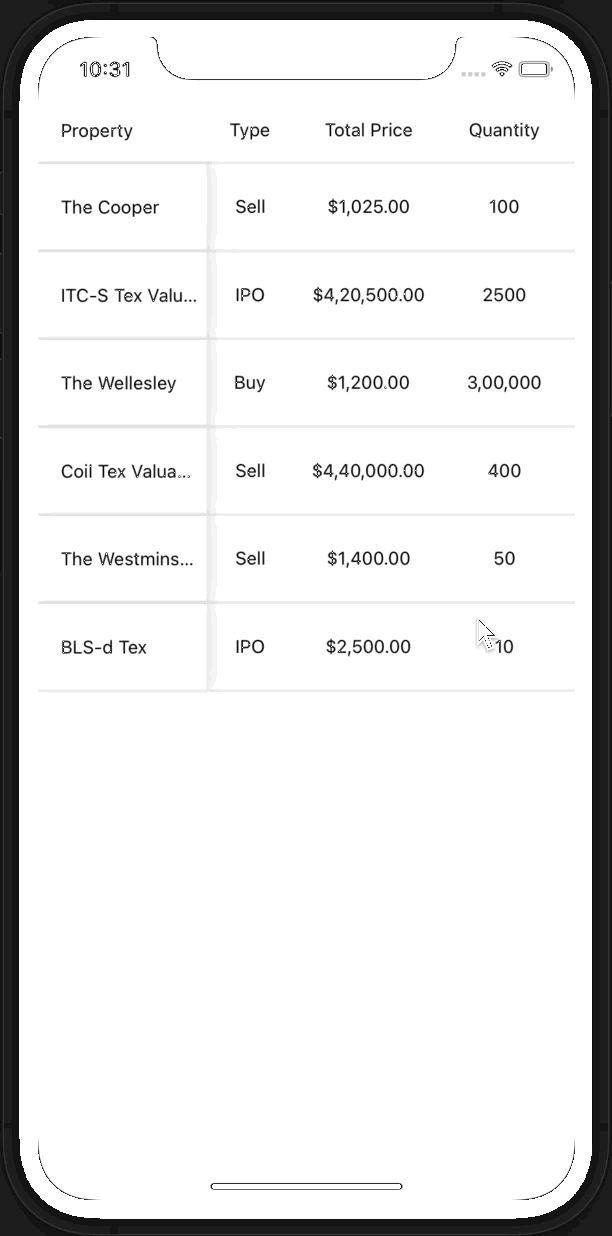 10:31
Property Type Total Price Quantity
The Cooper Sell $1,025.00 100
ITC-S Tex Valu... IPO $4,20,500.00 2500
The Wellesley Buy $1,200.00 3,00,000
Coii Tex Valua... Sell $4,40,000.00 400
The Westmins... Sell $1,400.00 50
BLS-d Tex IPO $2,500.00 10